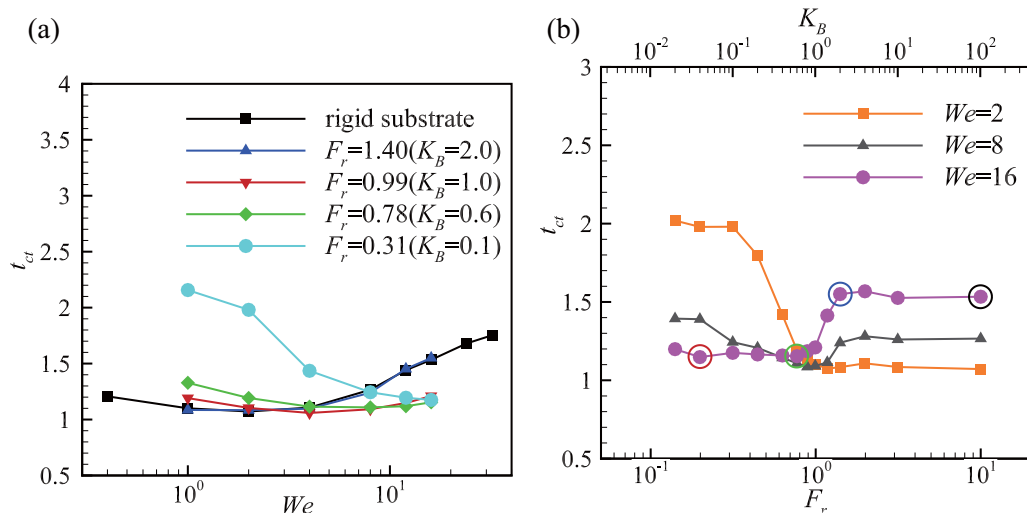 (a)
4
3.5
3
2.5
2
1.5
1
0.5
t_ct
rigid substrate
F_r=1.40(K_B=2.0)
F_r=0.99(K_B=1.0)
F_r=0.78(K_B=0.6)
F_r=0.31(K_B=0.1)
10^0
10^1
We
(b)
K_B
10^-2
10^-1
10^0
10^1
10^2
3
2.5
2
1.5
1
0.5
t_ct
We=2
We=8
We=16
10^-1
10^0
10^1
F_r